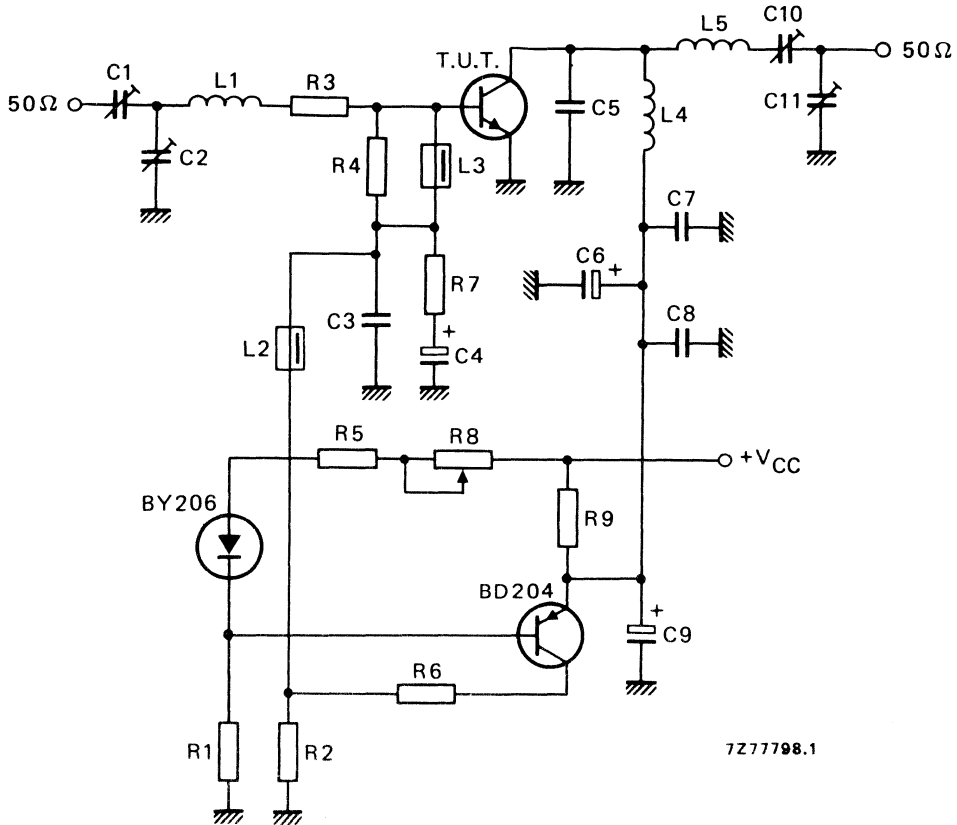 C10
L5
50Ω
T.U.T.
C1
L1
R3
50Ω
C5
C11
L4
C2
R4
L3
C7
C6
+
R7
C8
C3
+
L2
C4
R5
R8
+VCC
BY206
R9
BD204
+
C9
R6
R1
R2
7Z77798.1